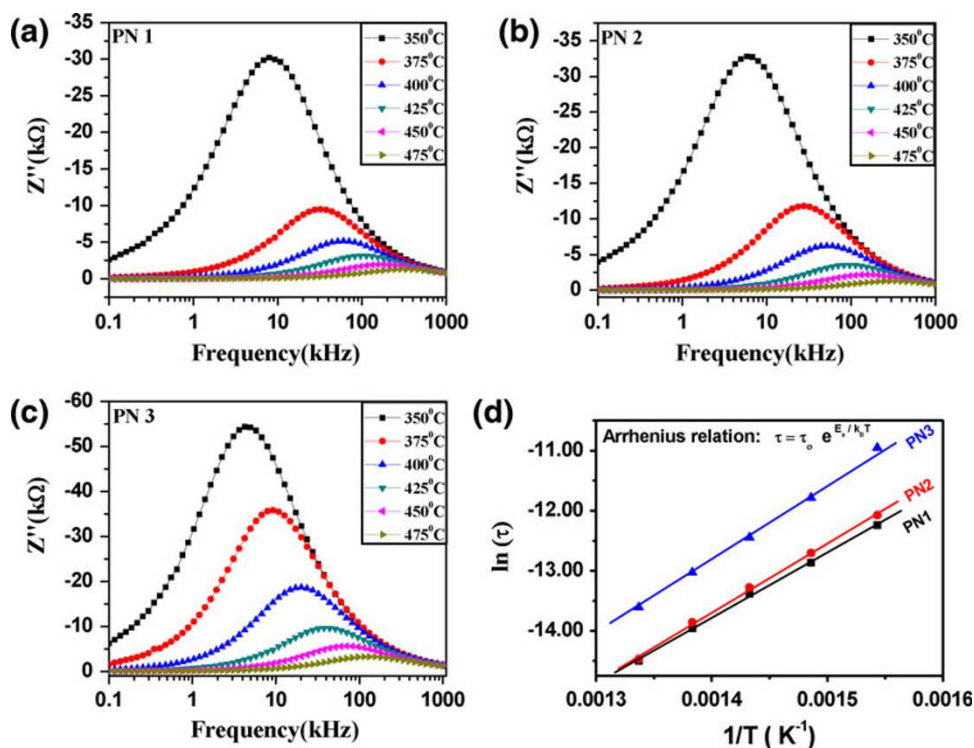 (a)
PN 1
-35
-30
-25
-20
-15
-10
-5
0
Z''(kΩ)
350⁰C
375⁰C
400⁰C
425⁰C
450⁰C
475⁰C
0.1 1 10 100 1000
Frequency(kHz)
(b)
PN 2
-35
-30
-25
-20
-15
-10
-5
0
Z''(kΩ)
350⁰C
375⁰C
400⁰C
425⁰C
450⁰C
475⁰C
0.1 1 10 100 1000
Frequency(kHz)
(c)
PN 3
-60
-50
-40
-30
-20
-10
0
Z''(kΩ)
350⁰C
375⁰C
400⁰C
425⁰C
450⁰C
475⁰C
0.1 1 10 100 1000
Frequency(kHz)
(d)
Arrhenius relation: τ = τₒ e^(Eₐ / k_B T)
-11.00
-12.00
-13.00
-14.00
ln (τ)
PN3
PN2
PN1
0.0013 0.0014 0.0015 0.0016
1/T ( K⁻¹)